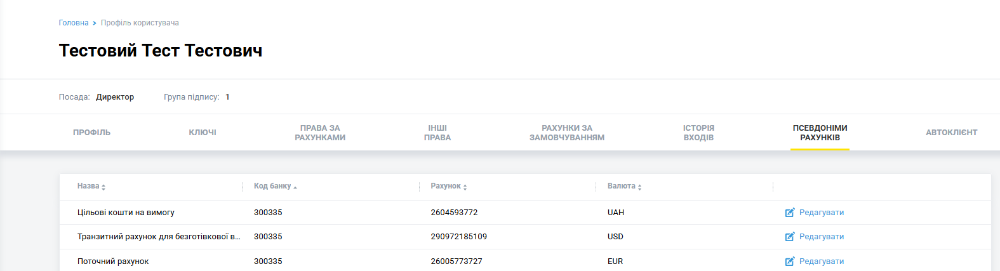 Головна > Профіль користувача
Тестовий Тест Тестович
Посада: Директор Група підпису: 1
ПРОФІЛЬ КЛЮЧІ ПРАВА ЗА РАХУНКАМИ ІНШІ ПРАВА РАХУНКИ ЗА ЗАМОВЧУВАННЯМ ІСТОРІЯ ВХОДІВ ПСЕВДОНІМИ РАХУНКІВ АВТОКЛІЄНТ
Назва Код банку Рахунок Валюта
Цільові кошти на вимогу 300335 2604593772 UAH Редагувати
Транзитний рахунок для безготівкової в... 300335 290972185109 USD Редагувати
Поточний рахунок 300335 26005773727 EUR Редагувати